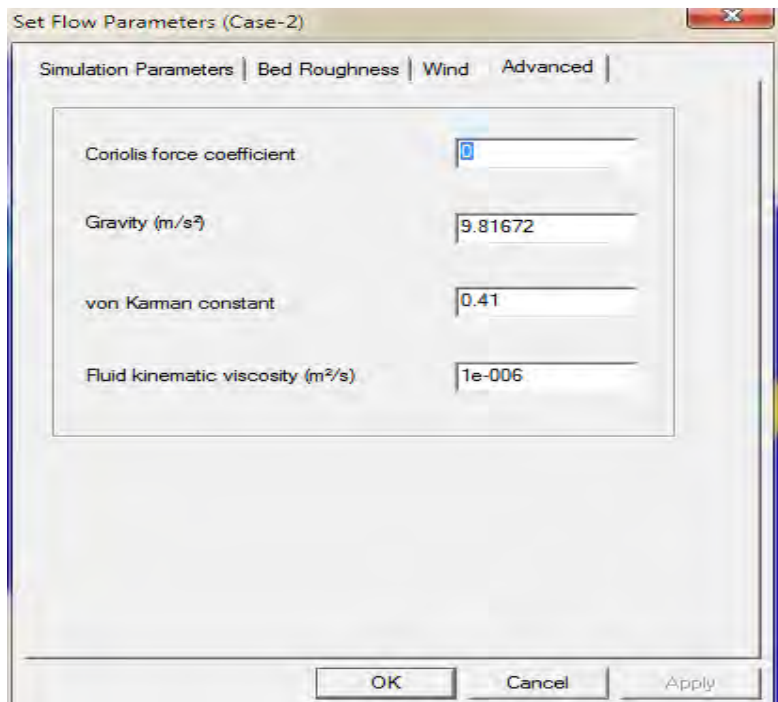 Set Flow Parameters (Case-2)
Simulation Parameters | Bed Roughness | Wind Advanced |
Coriolis force coefficient 0
Gravity (m/s²) 9.81672
von Karman constant 0.41
Fluid kinematic viscosity (m²/s) 1e-006
OK Cancel Apply